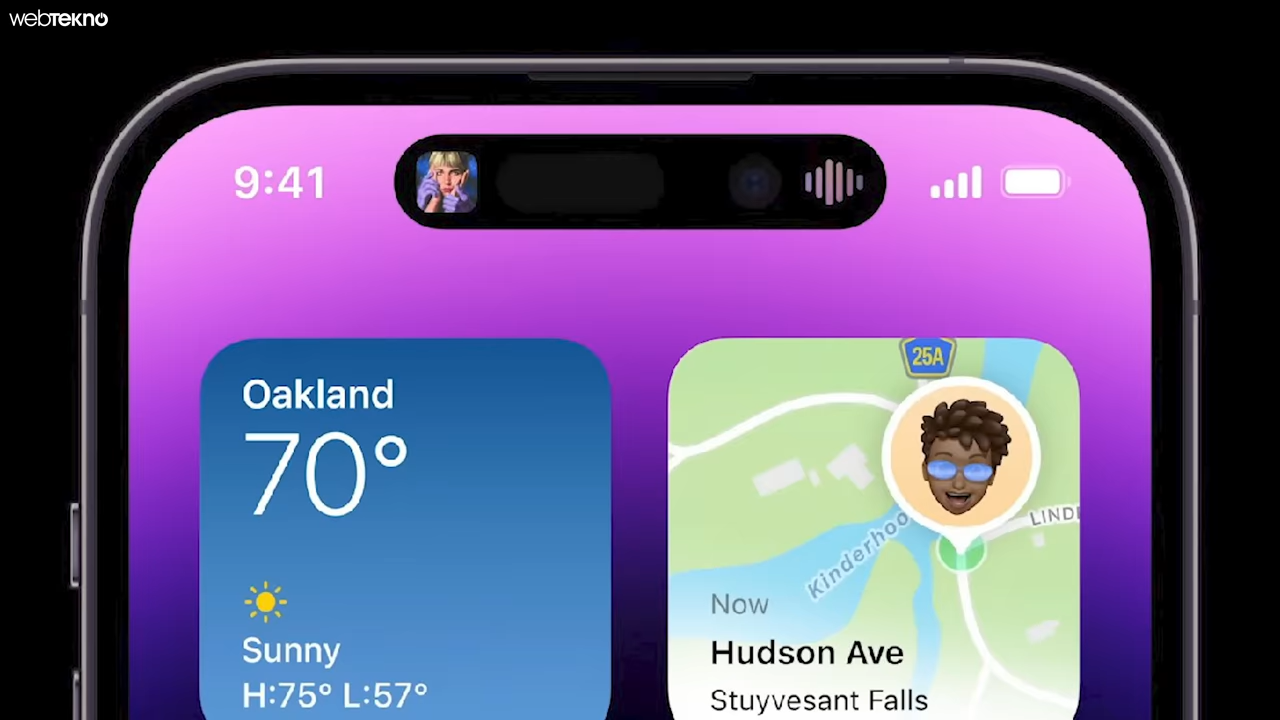 webTEKNO
9:41
Oakland
70°
Sunny
H:75° L:57°
25A
LIND
Kinderhoo
Now
Hudson Ave
Stuyvesant Falls